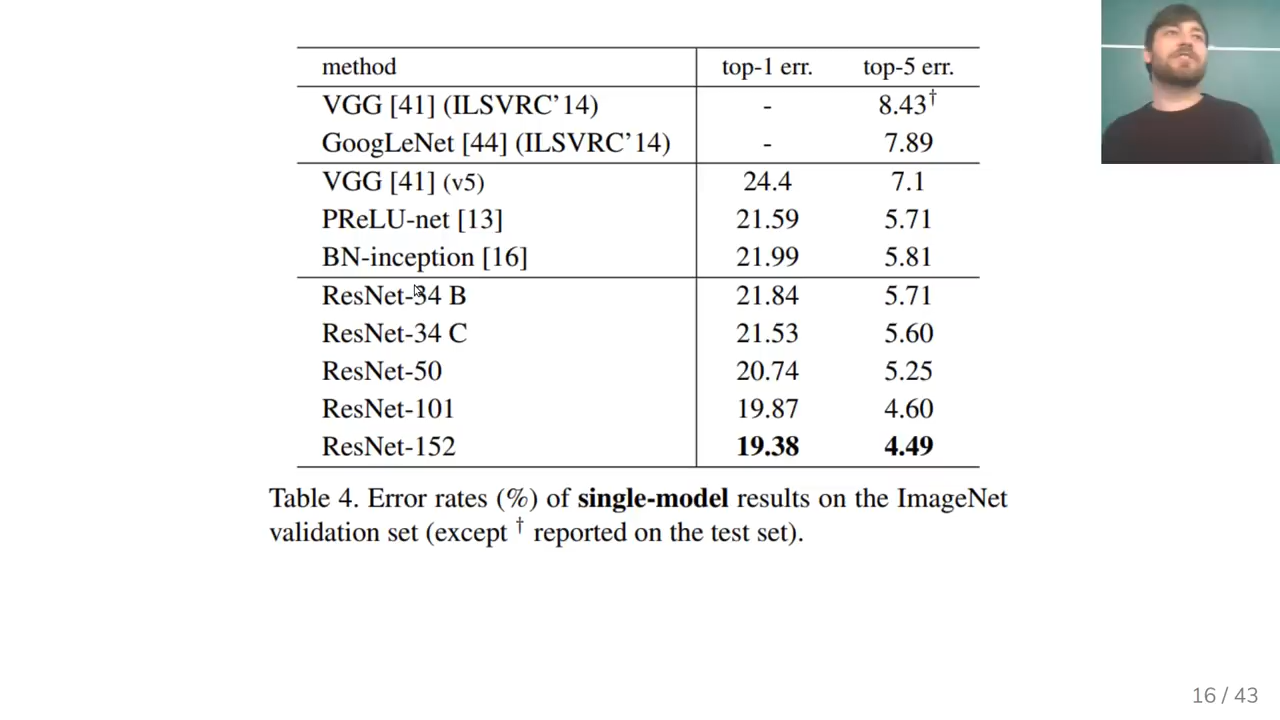 method top-1 err. top-5 err.
VGG [41] (ILSVRC’14) - 8.43†
GoogLeNet [44] (ILSVRC’14) - 7.89
VGG [41] (v5) 24.4 7.1
PReLU-net [13] 21.59 5.71
BN-inception [16] 21.99 5.81
ResNet-34 B 21.84 5.71
ResNet-34 C 21.53 5.60
ResNet-50 20.74 5.25
ResNet-101 19.87 4.60
ResNet-152 19.38 4.49
Table 4. Error rates (%) of single-model results on the ImageNet
validation set (except † reported on the test set).
16 / 43